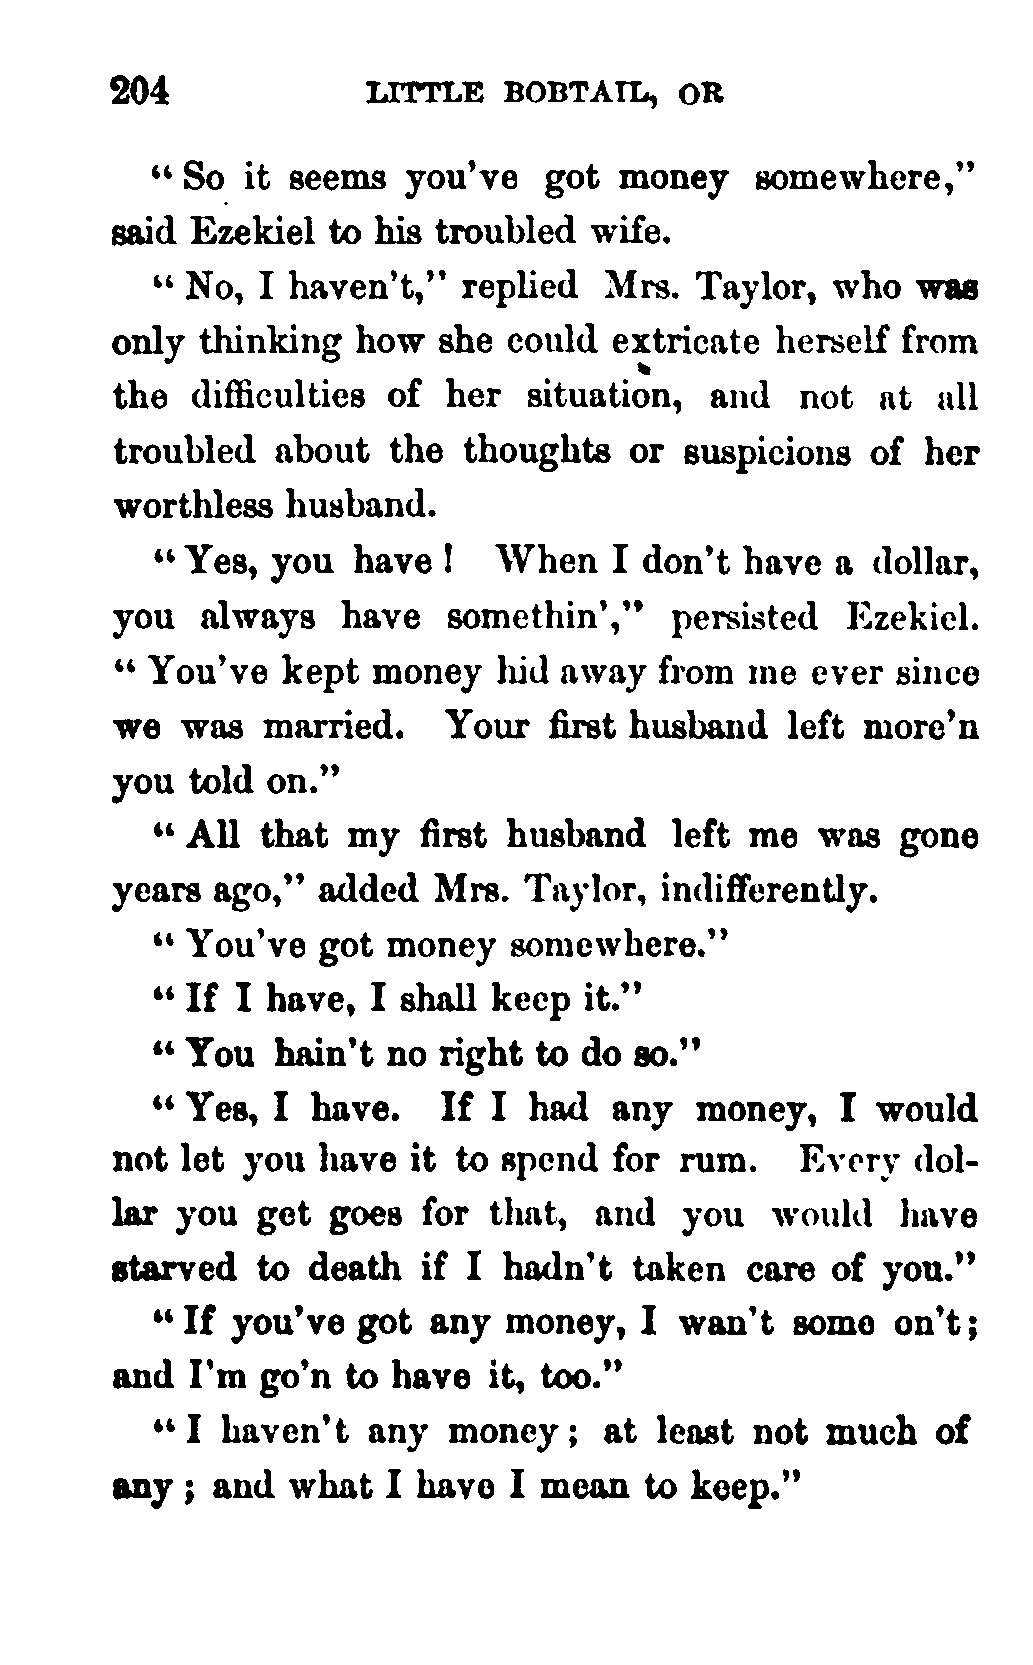 204 LITTLE BOBTAIL, OR
"So it seems you've got money somewhere,"
said Ezekiel to his troubled wife.
"No, I haven't," replied Mrs. Taylor, who was
only thinking how she could extricate herself from
the difficulties of her situation, and not at all
troubled about the thoughts or suspicions of her
worthless husband.
"Yes, you have! When I don't have a dollar,
you always have somethin'," persisted Ezekiel.
"You've kept money hid away from me ever since
we was married. Your first husband left more'n
you told on."
"All that my first husband left me was gone
years ago," added Mrs. Taylor, indifferently.
"You've got money somewhere."
"If I have, I shall keep it."
"You hain't no right to do so."
"Yes, I have. If I had any money, I would
not let you have it to spend for rum. Every dol-
lar you get goes for that, and you would have
starved to death if I hadn't taken care of you."
"If you've got any money, I wan't some on't;
and I'm go'n to have it, too."
"I haven't any money; at least not much of
any; and what I have I mean to keep."